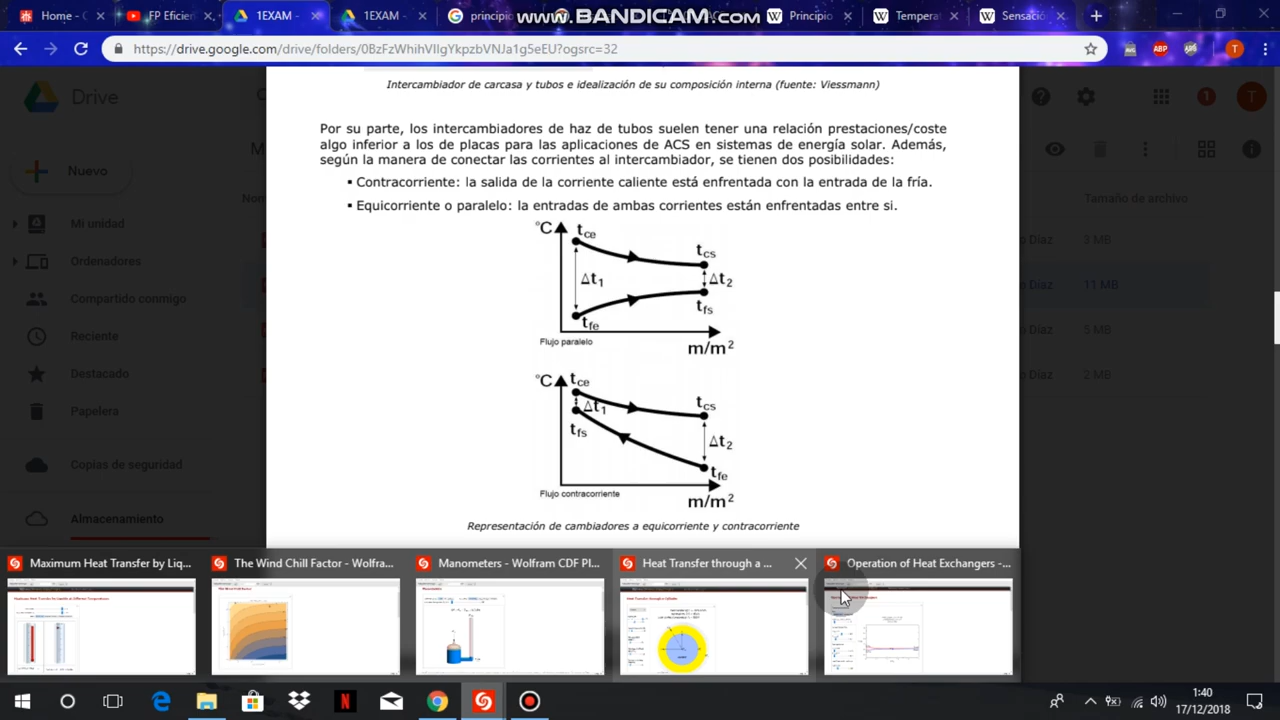 Home - C
FP Eficien
1EXAM -
1EXAM
principio
www.BANDICAM.com
Principio
Tempera
Sensació
https://drive.google.com/drive/folders/0BzFzWhihVIlgYkpzbVNJa1g5eEU?ogsrc=32
ABP
T
Drive
1
T
Nuevo
Mi unidad
Ordenadores
Compartido conmigo
Reciente
Destacado
Papelera
Copias de seguridad
Almacenamiento
Tamaño de archivo
Díaz 3 MB
Díaz 11 MB
Díaz 5 MB
Díaz 2 MB
Intercambiador de carcasa y tubos e idealización de su composición interna (fuente: Viessmann)
Por su parte, los intercambiadores de haz de tubos suelen tener una relación prestaciones/coste
algo inferior a los de placas para las aplicaciones de ACS en sistemas de energía solar. Además,
según la manera de conectar las corrientes al intercambiador, se tienen dos posibilidades:
▪ Contracorriente: la salida de la corriente caliente está enfrentada con la entrada de la fría.
▪ Equicorriente o paralelo: la entradas de ambas corrientes están enfrentadas entre si.
°C tce
tcs
Δt1 Δt2
tfs
tfe
Flujo paralelo
m/m²
°C tce
tcs
Δt1
tfs
Δt2
tfe
Flujo contracorriente
m/m²
Representación de cambiadores a equicorriente y contracorriente
Maximum Heat Transfer by Liq...
The Wind Chill Factor - Wolfra...
Manometers - Wolfram CDF Pl...
Heat Transfer through a ...
Operation of Heat Exchangers -...
1:40
17/12/2018